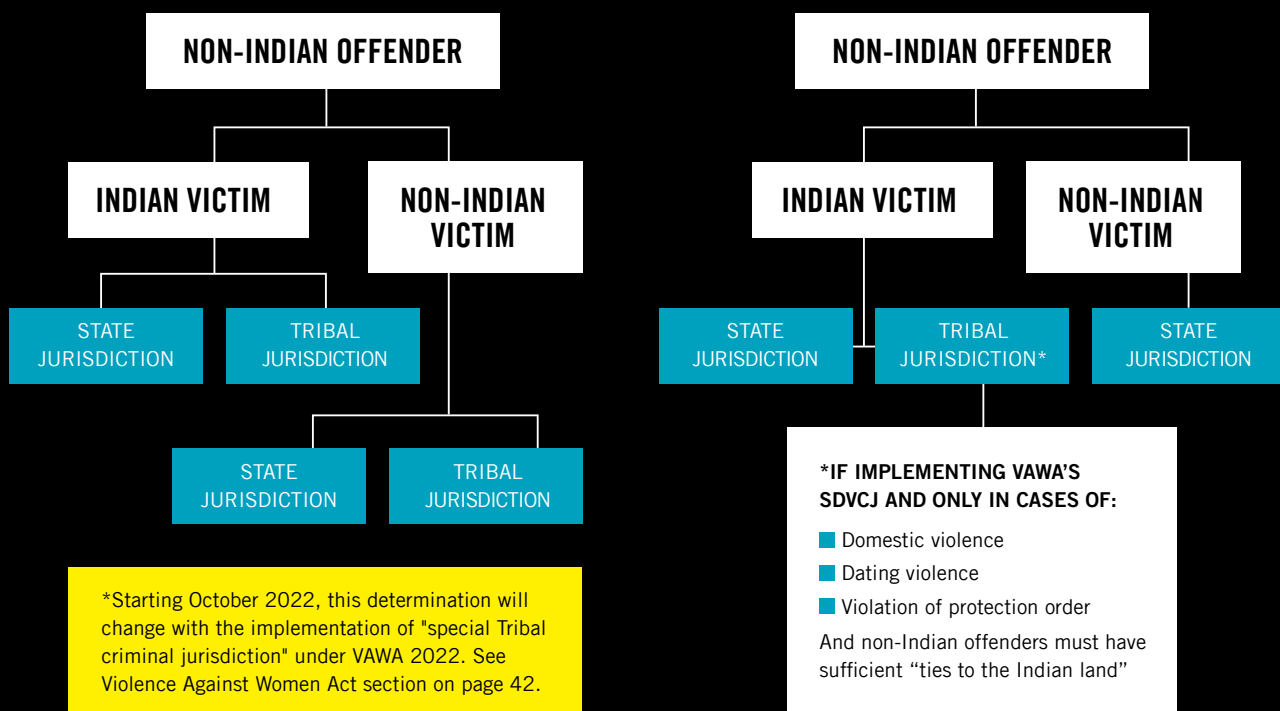 NON-INDIAN OFFENDER
INDIAN VICTIM
NON-INDIAN
VICTIM
STATE
JURISDICTION
TRIBAL
JURISDICTION
STATE
JURISDICTION
TRIBAL
JURISDICTION
*Starting October 2022, this determination will
change with the implementation of "special Tribal
criminal jurisdiction" under VAWA 2022. See
Violence Against Women Act section on page 42.
NON-INDIAN OFFENDER
INDIAN VICTIM
NON-INDIAN
VICTIM
STATE
JURISDICTION
TRIBAL
JURISDICTION*
STATE
JURISDICTION
*IF IMPLEMENTING VAWA’S
SDVCJ AND ONLY IN CASES OF:
Domestic violence
Dating violence
Violation of protection order
And non-Indian offenders must have
sufficient “ties to the Indian land”